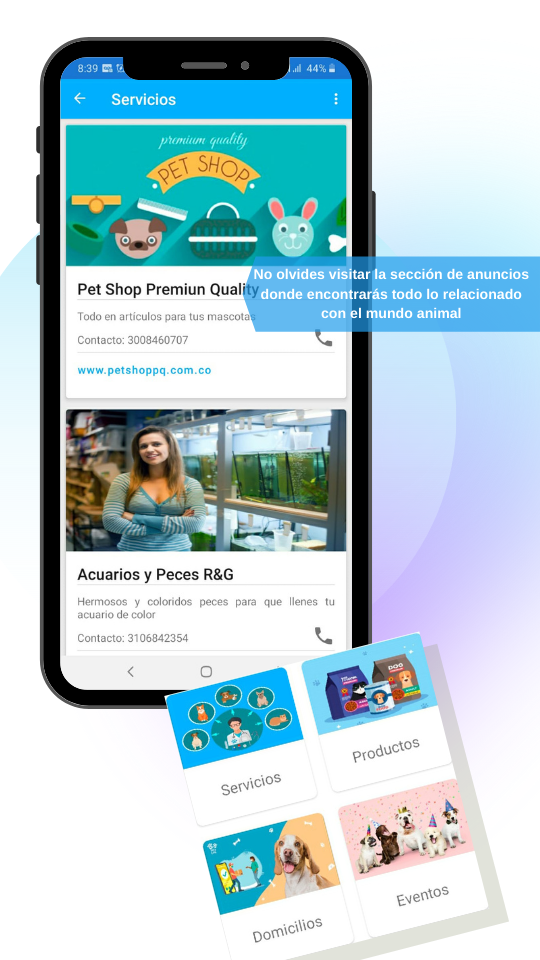 8:39
44%
Servicios
premium quality
PET SHOP
No olvides visitar la sección de anuncios
donde encontrarás todo lo relacionado
con el mundo animal
Pet Shop Premiun Quality
Todo en artículos para tus mascotas
Contacto: 3008460707
www.petshoppq.com.co
Acuarios y Peces R&G
Hermosos y coloridos peces para que llenes tu
acuario de color
Contacto: 3106842354
Servicios
Productos
DOG
Domicilios
Eventos